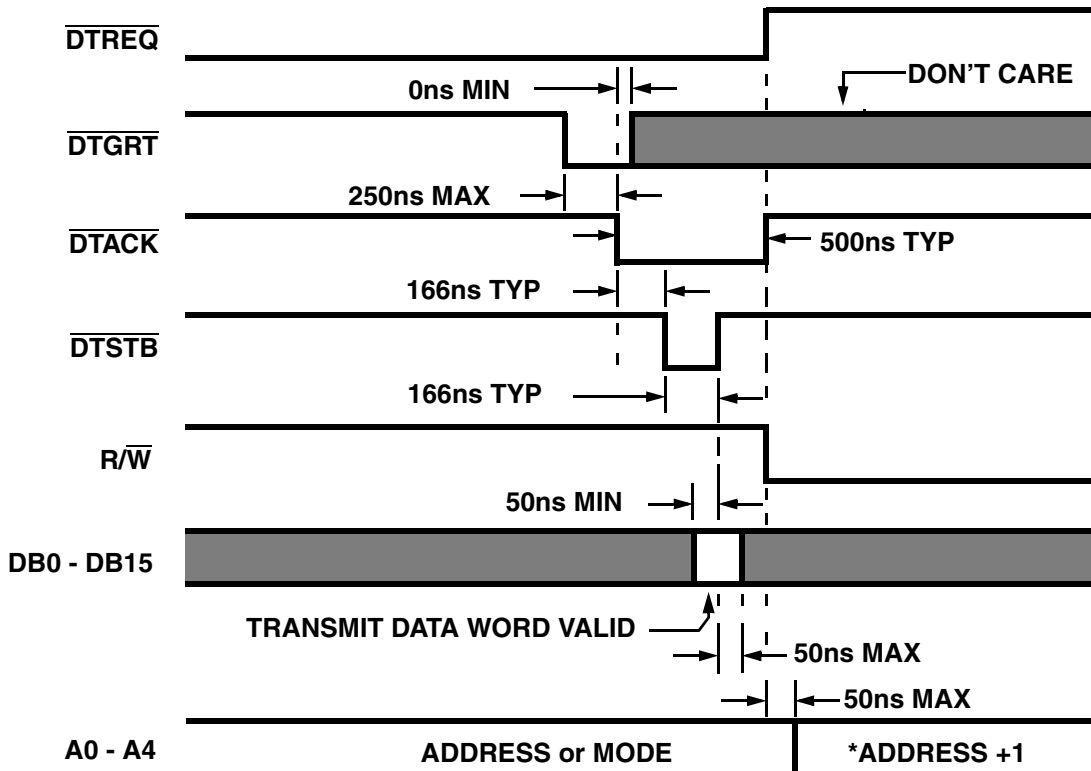 DTREQ
0ns MIN
DON'T CARE
DTGRT
250ns MAX
DTACK
500ns TYP
166ns TYP
DTSTB
166ns TYP
R/W
50ns MIN
DB0 - DB15
TRANSMIT DATA WORD VALID
50ns MAX
50ns MAX
A0 - A4
ADDRESS or MODE
*ADDRESS +1